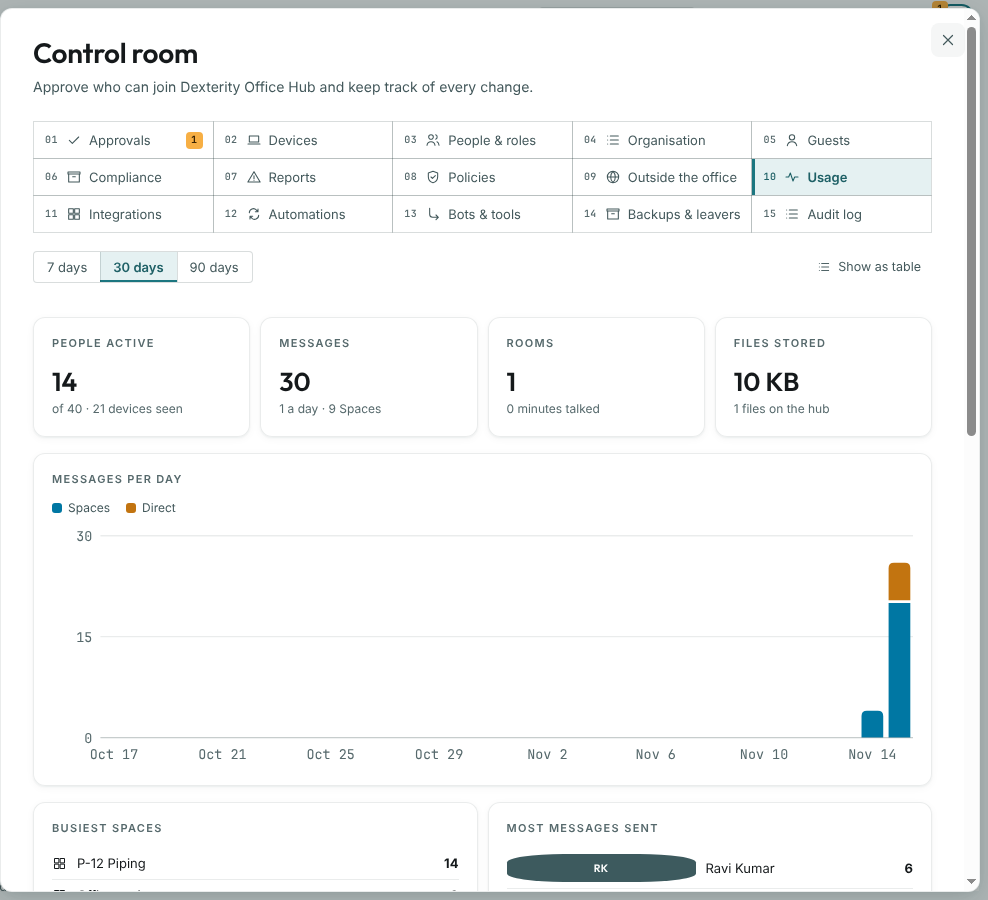 Control room
Approve who can join Dexterity Office Hub and keep track of every change.
01 Approvals 1
02 Devices
03 People & roles
04 Organisation
05 Guests
06 Compliance
07 Reports
08 Policies
09 Outside the office
10 Usage
11 Integrations
12 Automations
13 Bots & tools
14 Backups & leavers
15 Audit log
7 days 30 days 90 days
Show as table
PEOPLE ACTIVE
14
of 40 · 21 devices seen
MESSAGES
30
1 a day · 9 Spaces
ROOMS
1
0 minutes talked
FILES STORED
10 KB
1 files on the hub
MESSAGES PER DAY
Spaces Direct
30
15
0
Oct 17 Oct 21 Oct 25 Oct 29 Nov 2 Nov 6 Nov 10 Nov 14
BUSIEST SPACES
P-12 Piping 14
MOST MESSAGES SENT
RK Ravi Kumar 6